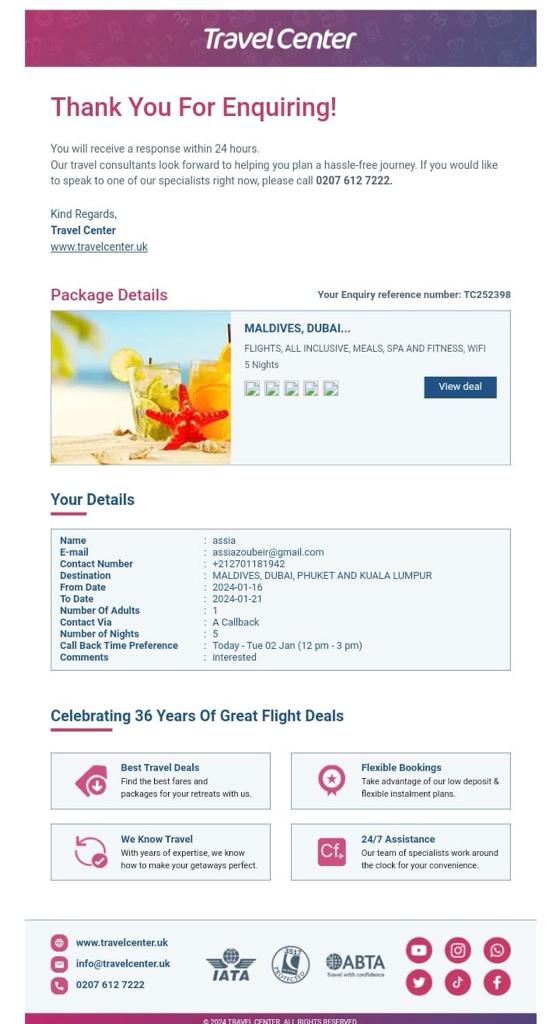 Travel Center
Thank You For Enquiring!
You will receive a response within 24 hours.
Our travel consultants look forward to helping you plan a hassle-free journey. If you would like
to speak to one of our specialists right now, please call 0207 612 7222.
Kind Regards,
Travel Center
www.travelcenter.uk
Package Details
Your Enquiry reference number: TC252398
MALDIVES, DUBAI...
FLIGHTS, ALL INCLUSIVE, MEALS, SPA AND FITNESS, WIFI
5 Nights
View deal
Your Details
Name : assia
E-mail : assiazoubeir@gmail.com
Contact Number : +212701181942
Destination : MALDIVES, DUBAI, PHUKET AND KUALA LUMPUR
From Date : 2024-01-16
To Date : 2024-01-21
Number Of Adults : 1
Contact Via : A Callback
Number of Nights : 5
Call Back Time Preference : Today - Tue 02 Jan (12 pm - 3 pm)
Comments : interested
Celebrating 36 Years Of Great Flight Deals
Best Travel Deals
Find the best fares and
packages for your retreats with us.
Flexible Bookings
Take advantage of our low deposit &
flexible instalment plans.
We Know Travel
With years of expertise, we know
how to make your getaways perfect.
Cf.
24/7 Assistance
Our team of specialists work around
the clock for your convenience.
www.travelcenter.uk
info@travelcenter.uk
0207 612 7222
IATA
3517
PROTECTED
ABTA
Travel with confidence
© 2024 TRAVEL CENTER. ALL RIGHTS RESERVED